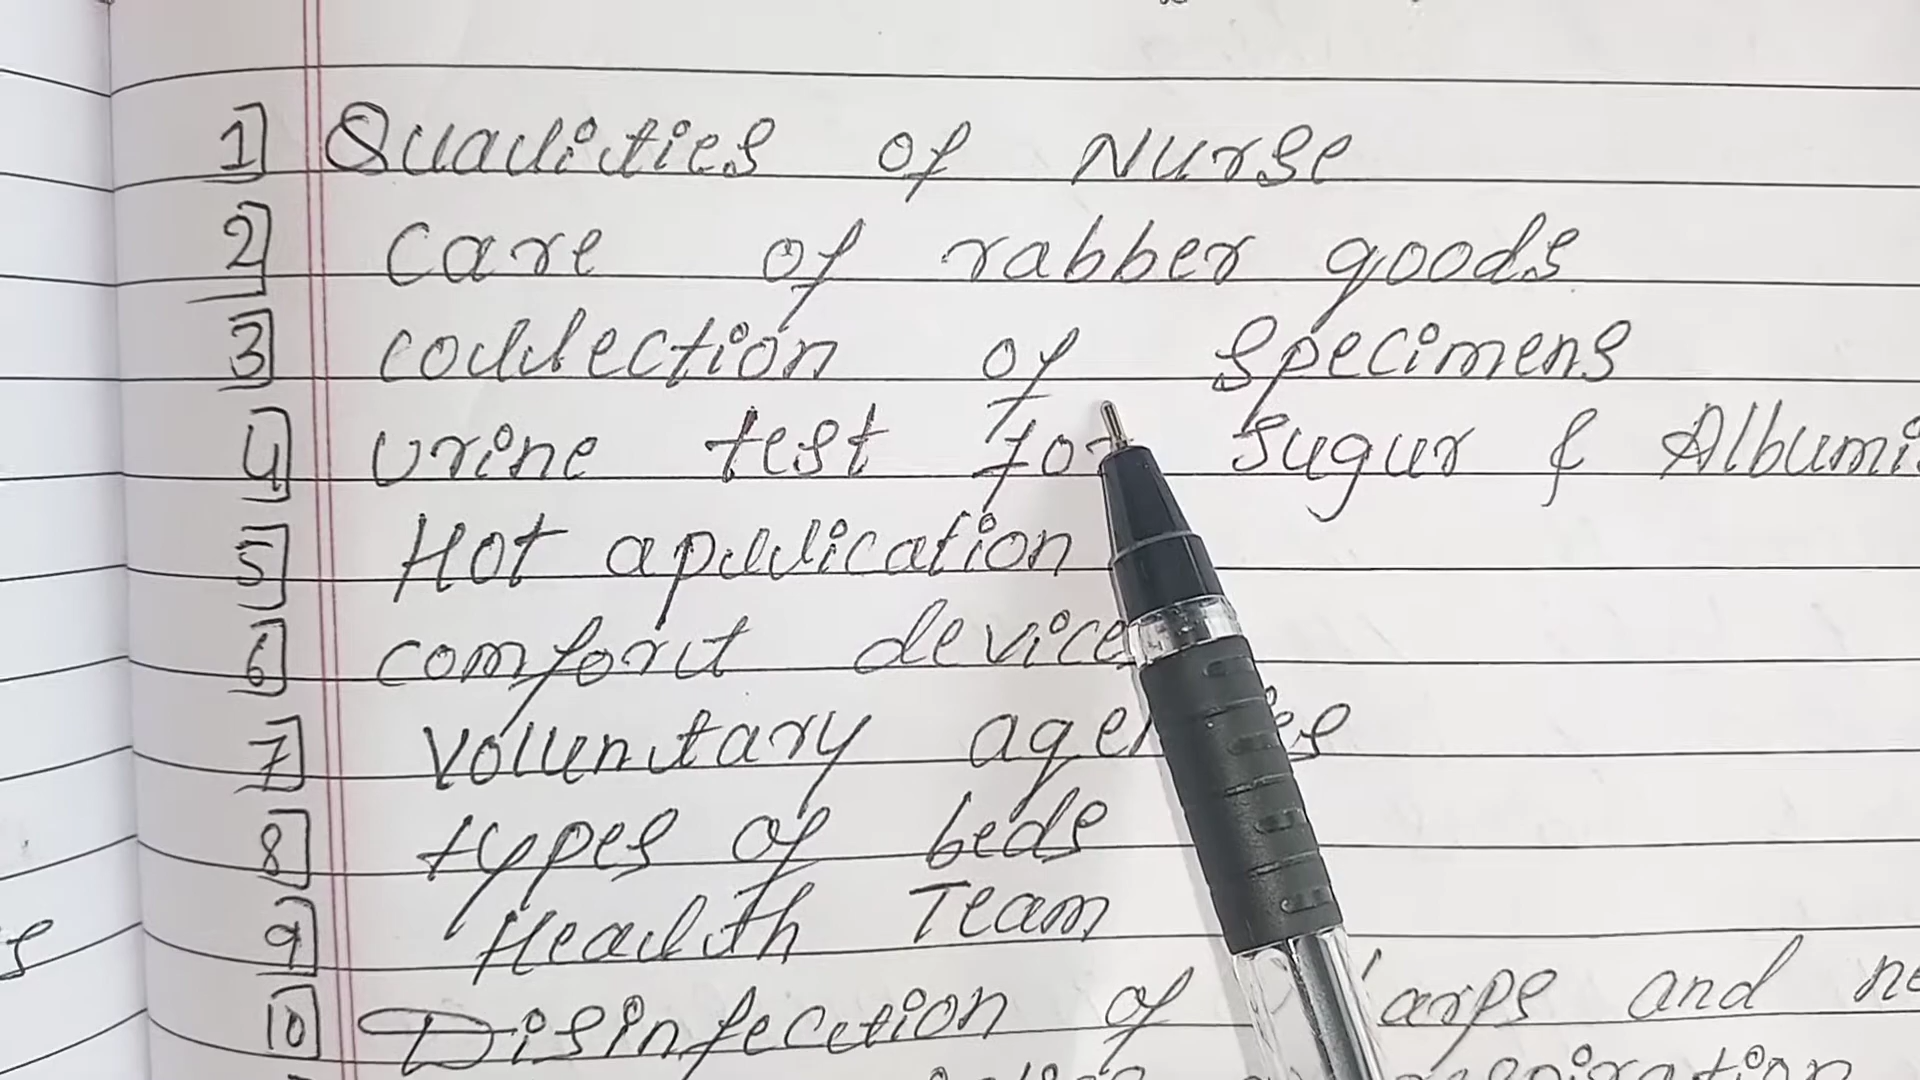 1] Qualities of Nurse
2] Care of rabber goods
3] Collection of Specimens
4] Urine test for Sugur & Albumi
5] Hot application
6] Comfort device
7] Voluntary agencies
8] types of beds
9] Health Team
10] Disinfection of and